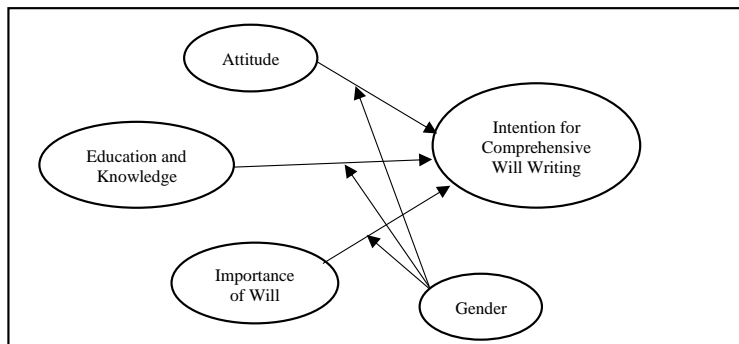 Attitude
Intention for
Comprehensive
Will Writing
Education and
Knowledge
Importance
of Will
Gender